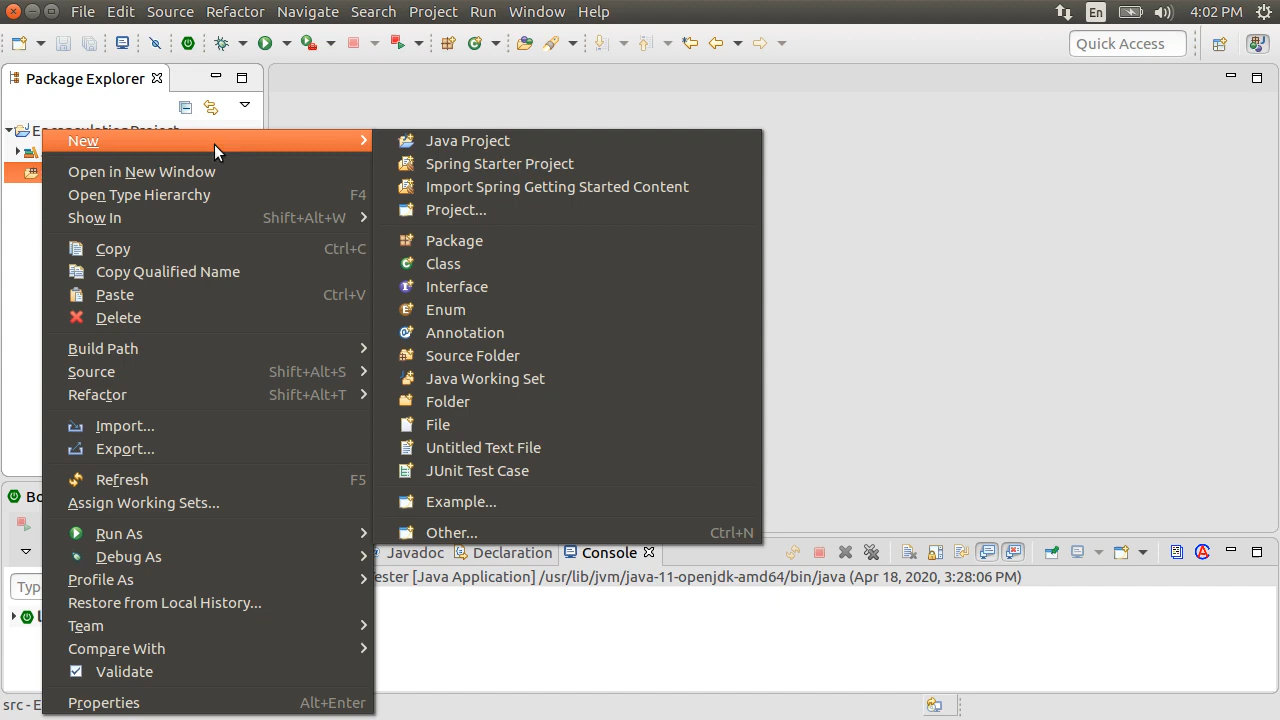 File Edit Source Refactor Navigate Search Project Run Window Help En 4:02 PM
Quick Access
Package Explorer
Encapsulation Project
New
Open in New Window
Open Type Hierarchy F4
Show In Shift+Alt+W
Copy Ctrl+C
Copy Qualified Name
Paste Ctrl+V
Delete
Build Path
Source Shift+Alt+S
Refactor Shift+Alt+T
Import...
Export...
Refresh F5
Assign Working Sets...
Run As
Debug As
Profile As
Restore from Local History...
Team
Compare With
Validate
Properties Alt+Enter
Java Project
Spring Starter Project
Import Spring Getting Started Content
Project...
Package
Class
Interface
Enum
Annotation
Source Folder
Java Working Set
Folder
File
Untitled Text File
JUnit Test Case
Example...
Other... Ctrl+N
Bo
Typ
l
Javadoc Declaration Console
ester [Java Application] /usr/lib/jvm/java-11-openjdk-amd64/bin/java (Apr 18, 2020, 3:28:06 PM)
src - E